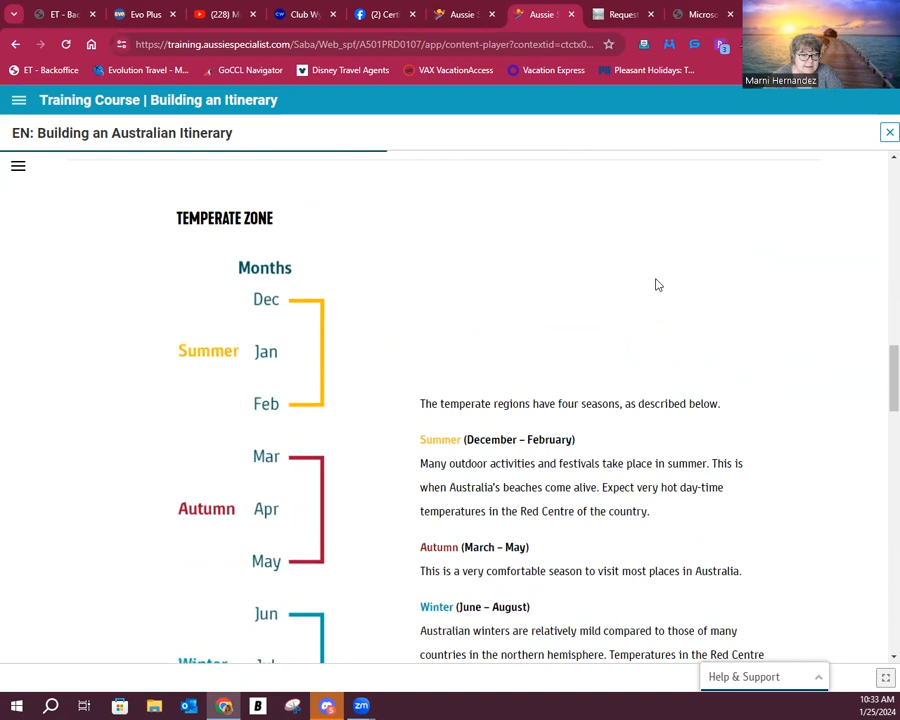 ET - Bac
Evo Plus
(228) M
Club W
(2) Cert
Aussie S
Aussie S
Request
Microso
https://training.aussiespecialist.com/Saba/Web_spf/A501PRD0107/app/content-player?contextid=ctctx0...
ET - Backoffice
Evolution Travel - M...
GoCCL Navigator
Disney Travel Agents
VAX VacationAccess
Vacation Express
Pleasant Holidays: T...
Marni Hernandez
Training Course | Building an Itinerary
EN: Building an Australian Itinerary
TEMPERATE ZONE
Months
Dec
Summer Jan
Feb
Mar
Autumn Apr
May
Jun
Winter Jul
The temperate regions have four seasons, as described below.
Summer (December – February)
Many outdoor activities and festivals take place in summer. This is
when Australia's beaches come alive. Expect very hot day-time
temperatures in the Red Centre of the country.
Autumn (March – May)
This is a very comfortable season to visit most places in Australia.
Winter (June – August)
Australian winters are relatively mild compared to those of many
countries in the northern hemisphere. Temperatures in the Red Centre
Help & Support
10:33 AM
1/25/2024